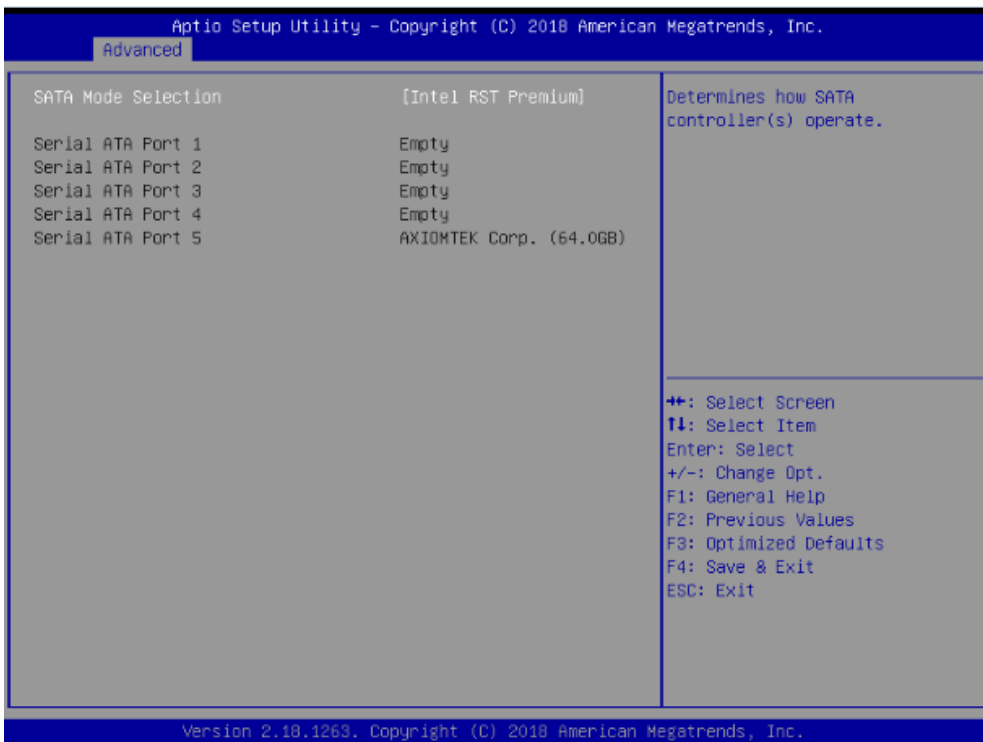 Aptio Setup Utility – Copyright (C) 2018 American Megatrends, Inc.
Advanced
SATA Mode Selection [Intel RST Premium]
Serial ATA Port 1 Empty
Serial ATA Port 2 Empty
Serial ATA Port 3 Empty
Serial ATA Port 4 Empty
Serial ATA Port 5 AXIOMTEK Corp. (64.0GB)
Determines how SATA
controller(s) operate.
→←: Select Screen
↑↓: Select Item
Enter: Select
+/-: Change Opt.
F1: General Help
F2: Previous Values
F3: Optimized Defaults
F4: Save & Exit
ESC: Exit
Version 2.18.1263. Copyright (C) 2018 American Megatrends, Inc.